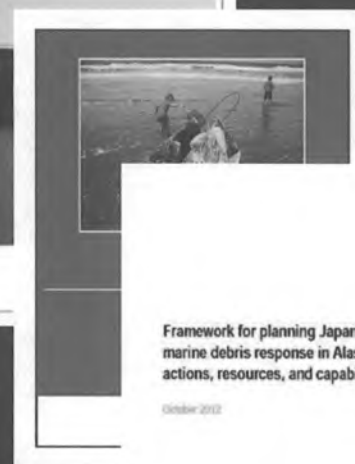 Framework for planning Japan
marine debris response in Alas
actions, resources, and capab
October 2012